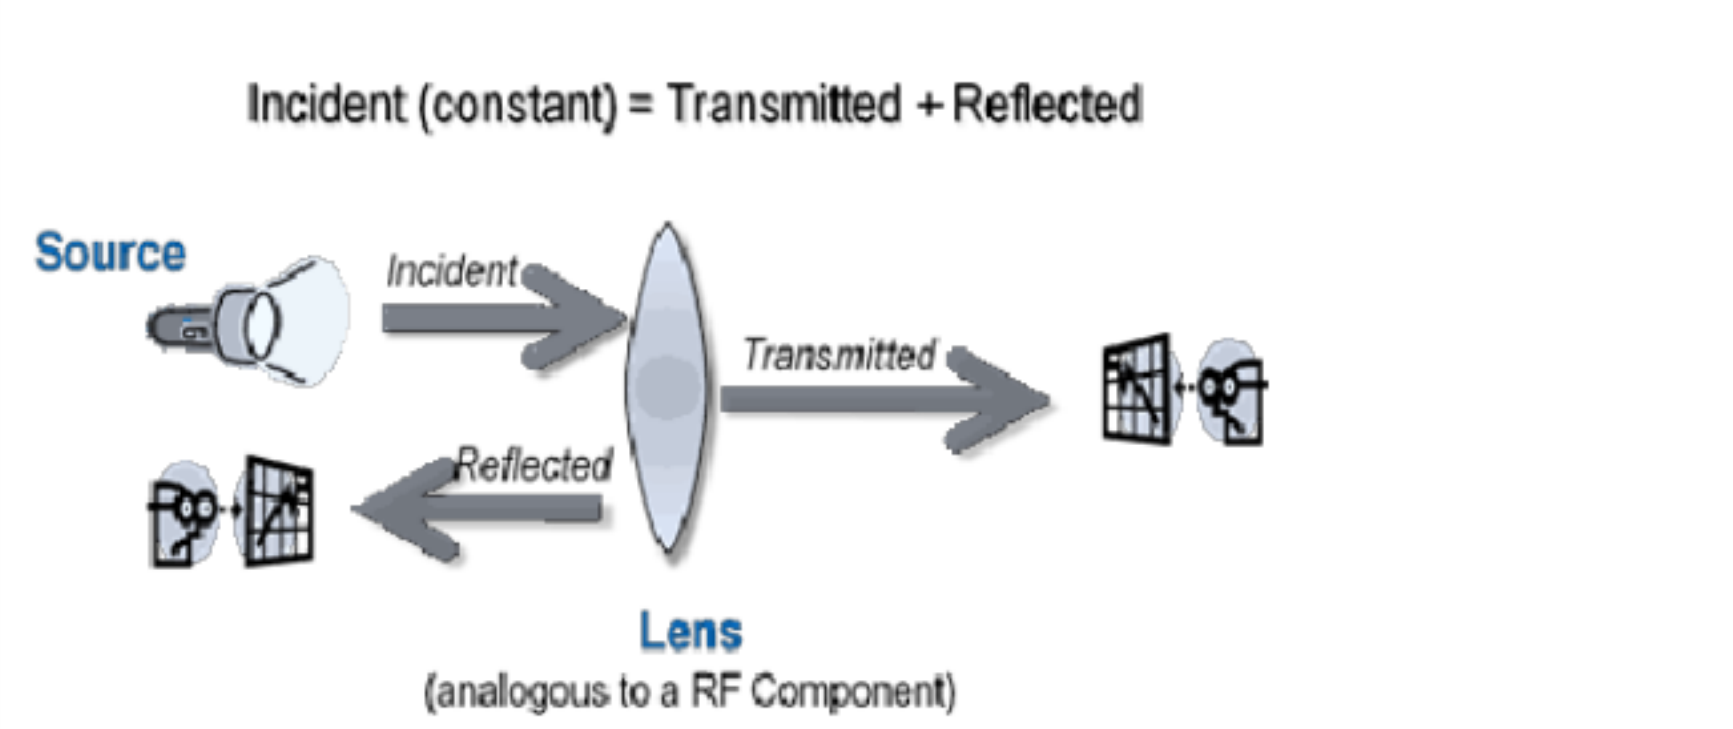 Incident (constant) = Transmitted + Reflected
Source
Incident
Transmitted
Reflected
Lens
(analogous to a RF Component)